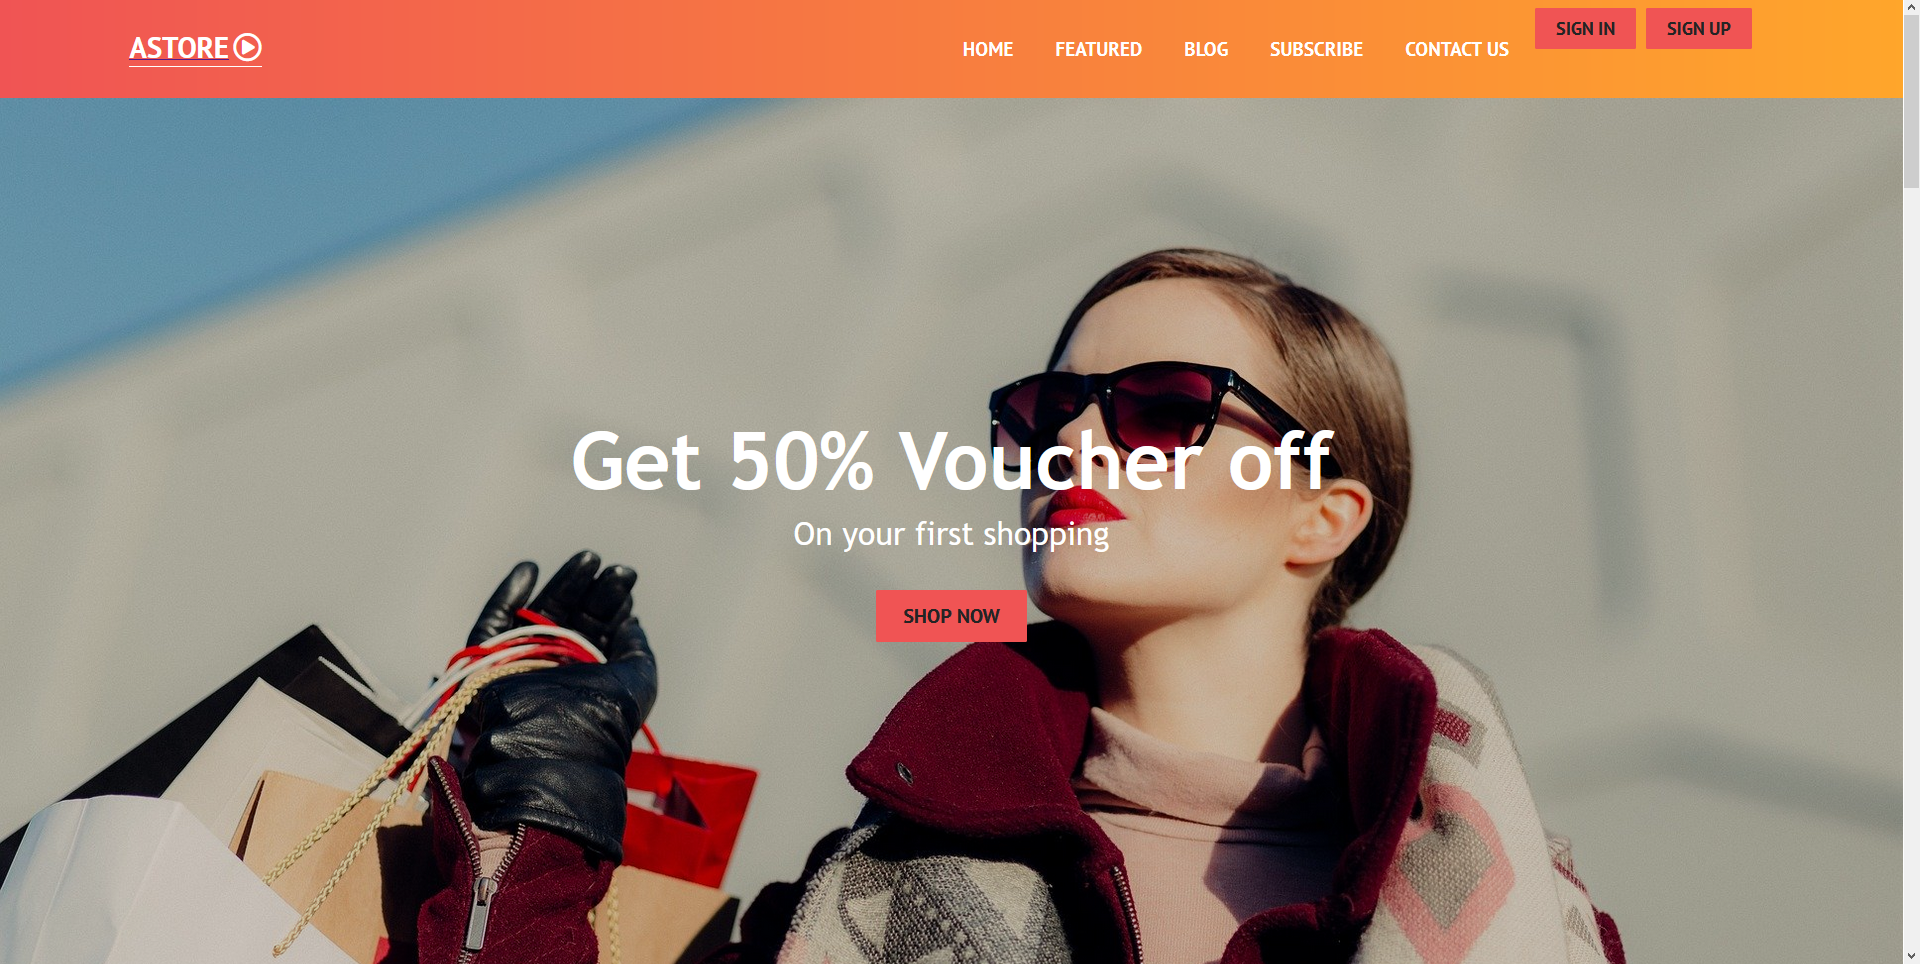 ASTORE
HOME
FEATURED
BLOG
SUBSCRIBE
CONTACT US
SIGN IN
SIGN UP
Get 50% Voucher off
On your first shopping
SHOP NOW